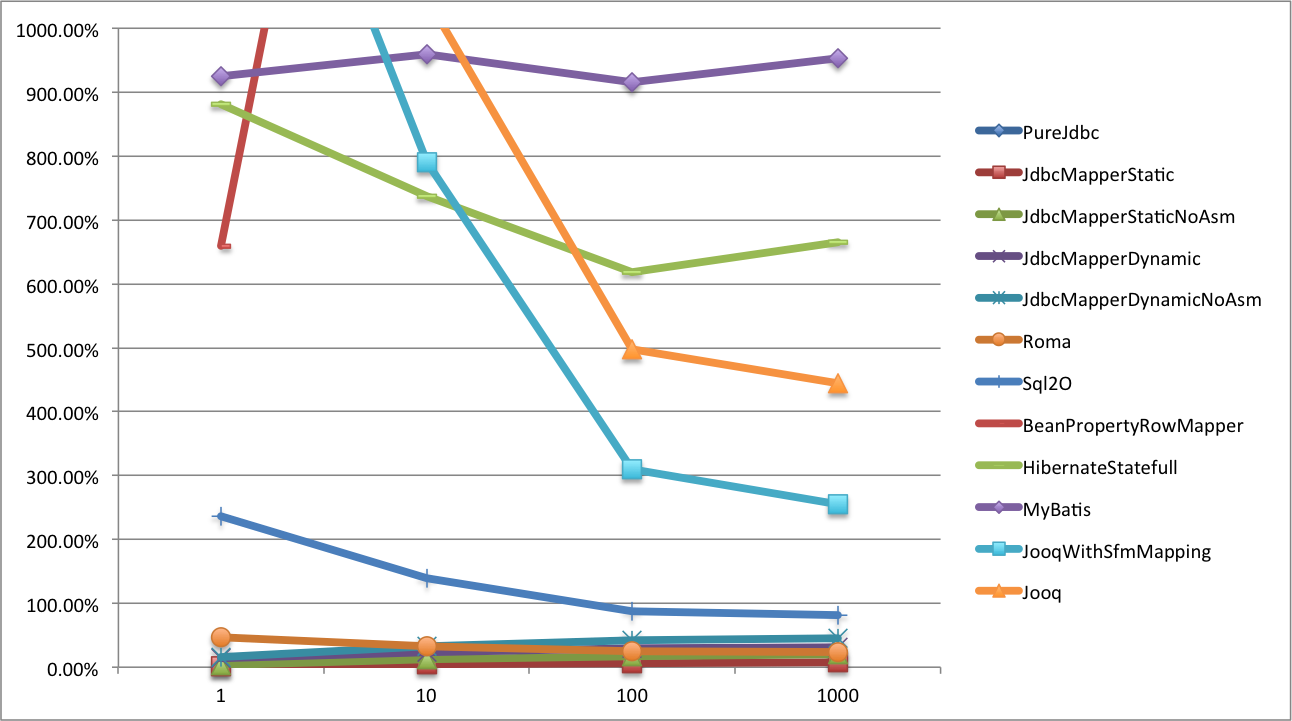 1000.00%
900.00%
800.00%
700.00%
600.00%
500.00%
400.00%
300.00%
200.00%
100.00%
0.00%
1 10 100 1000
PureJdbc
JdbcMapperStatic
JdbcMapperStaticNoAsm
JdbcMapperDynamic
JdbcMapperDynamicNoAsm
Roma
Sql2O
BeanPropertyRowMapper
HibernateStatefull
MyBatis
JooqWithSfmMapping
Jooq